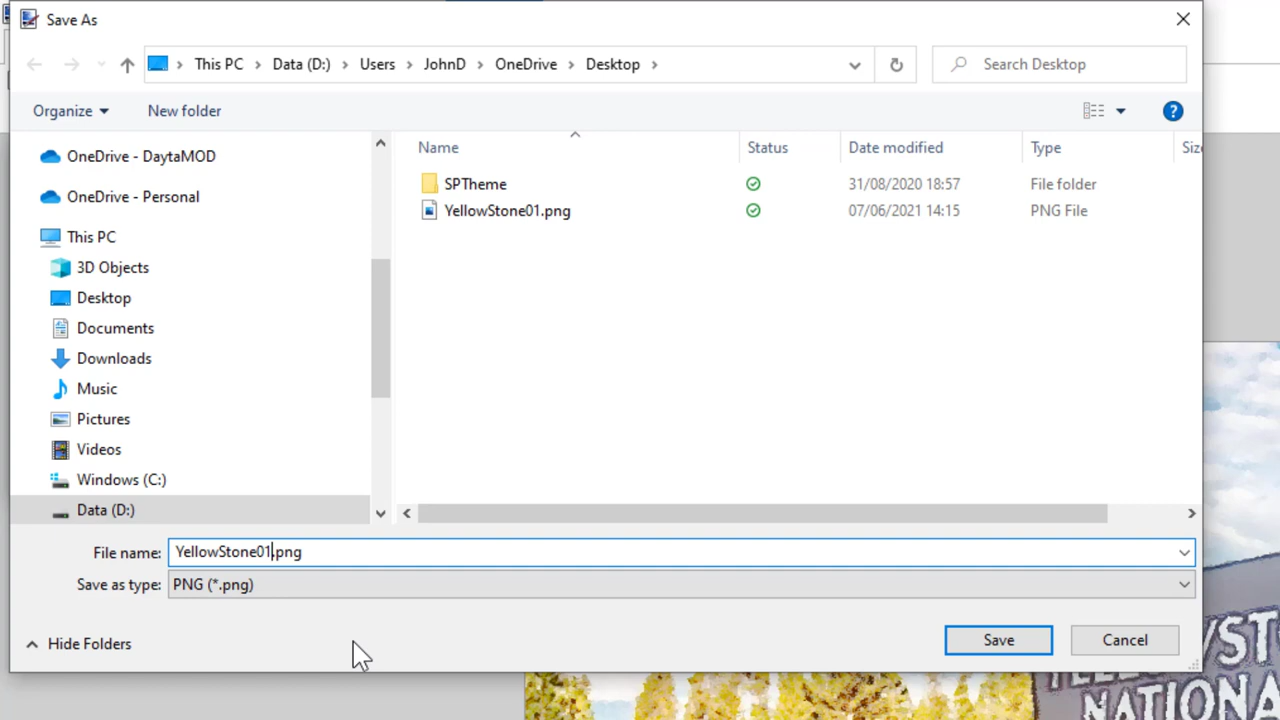 Save As
This PC > Data (D:) > Users > JohnD > OneDrive > Desktop >
Search Desktop
Organize
New folder
Name
Status
Date modified
Type
OneDrive - DaytaMOD
OneDrive - Personal
This PC
3D Objects
Desktop
Documents
Downloads
Music
Pictures
Videos
Windows (C:)
Data (D:)
SPTheme
31/08/2020 18:57
File folder
YellowStone01.png
07/06/2021 14:15
PNG File
File name: YellowStone01.png
Save as type: PNG (*.png)
Hide Folders
Save
Cancel